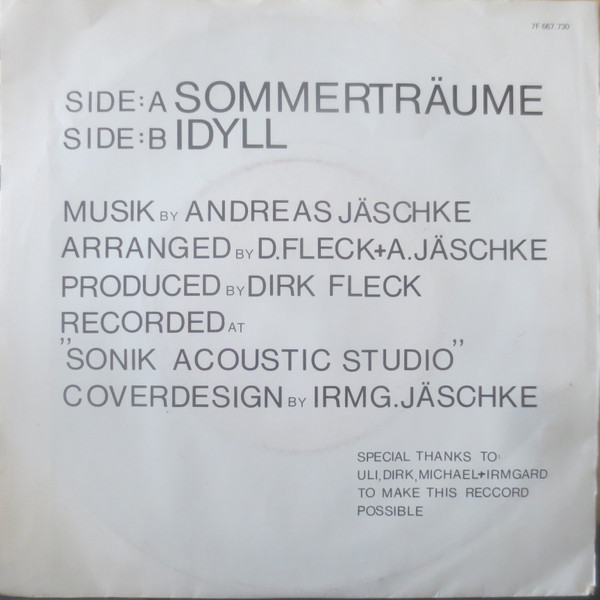 7F 667.730
SIDE:A SOMMERTRÄUME
SIDE:B IDYLL
MUSIK BY ANDREAS JÄSCHKE
ARRANGED BY D.FLECK+A.JÄSCHKE
PRODUCED BY DIRK FLECK
RECORDED AT
"SONIK ACOUSTIC STUDIO"
COVERDESIGN BY IRMG.JÄSCHKE
SPECIAL THANKS TO:
ULI,DIRK,MICHAEL+IRMGARD
TO MAKE THIS RECCORD
POSSIBLE